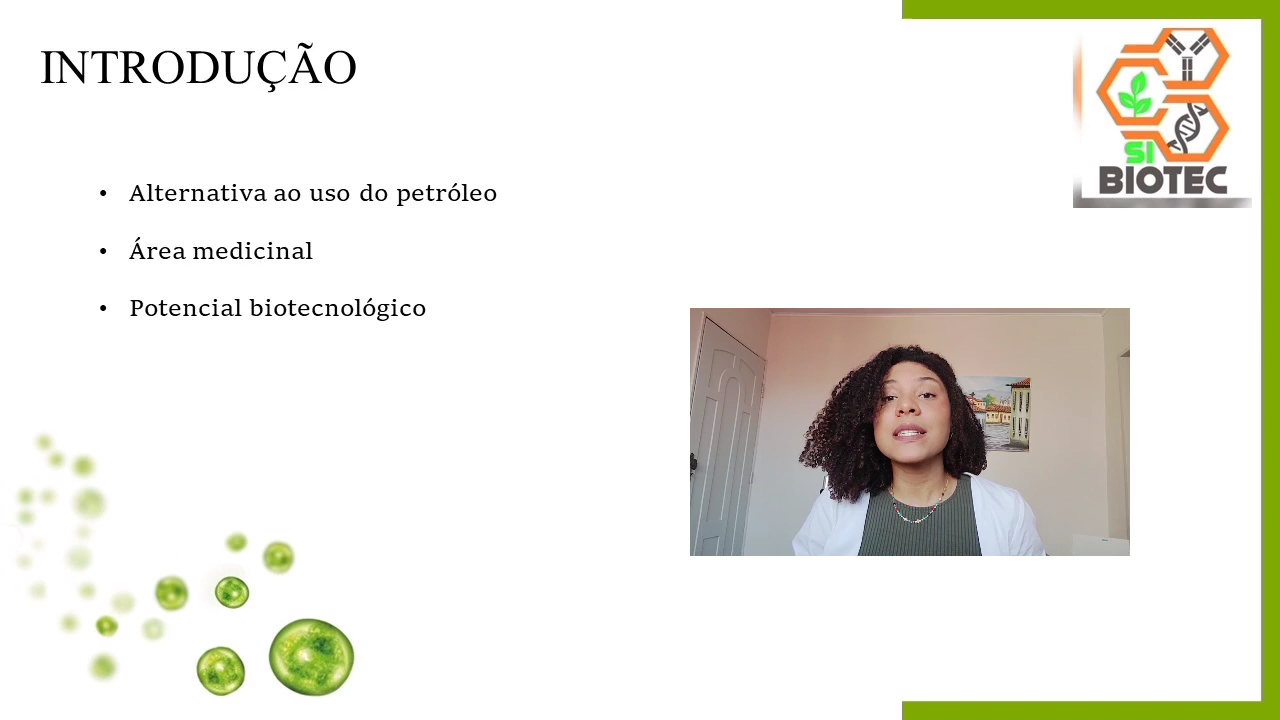 INTRODUÇÃO
• Alternativa ao uso do petróleo
• Área medicinal
• Potencial biotecnológico
SI
BIOTEC